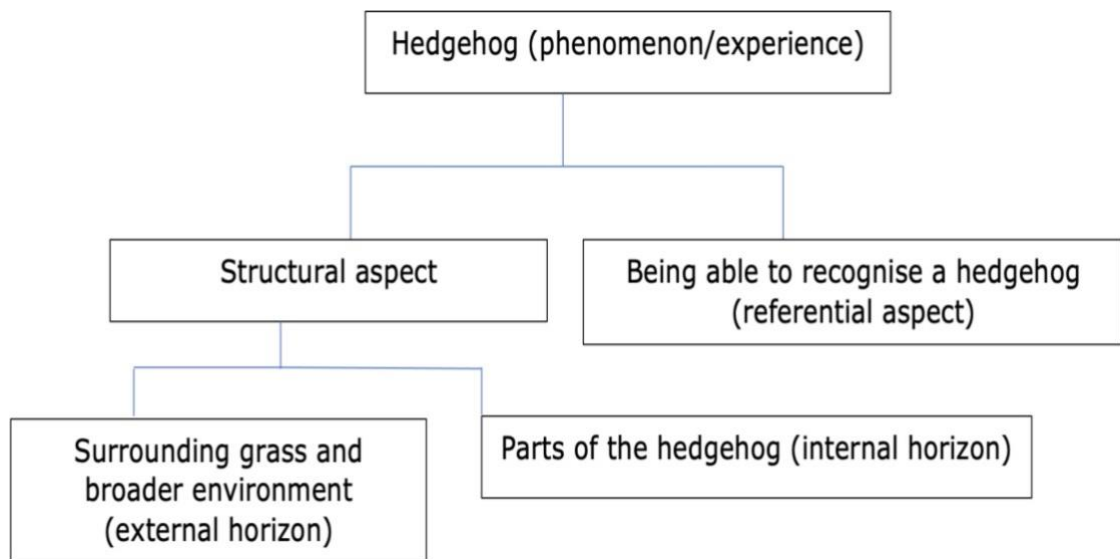 Hedgehog (phenomenon/experience)
Structural aspect
Being able to recognise a hedgehog
(referential aspect)
Surrounding grass and
broader environment
(external horizon)
Parts of the hedgehog (internal horizon)